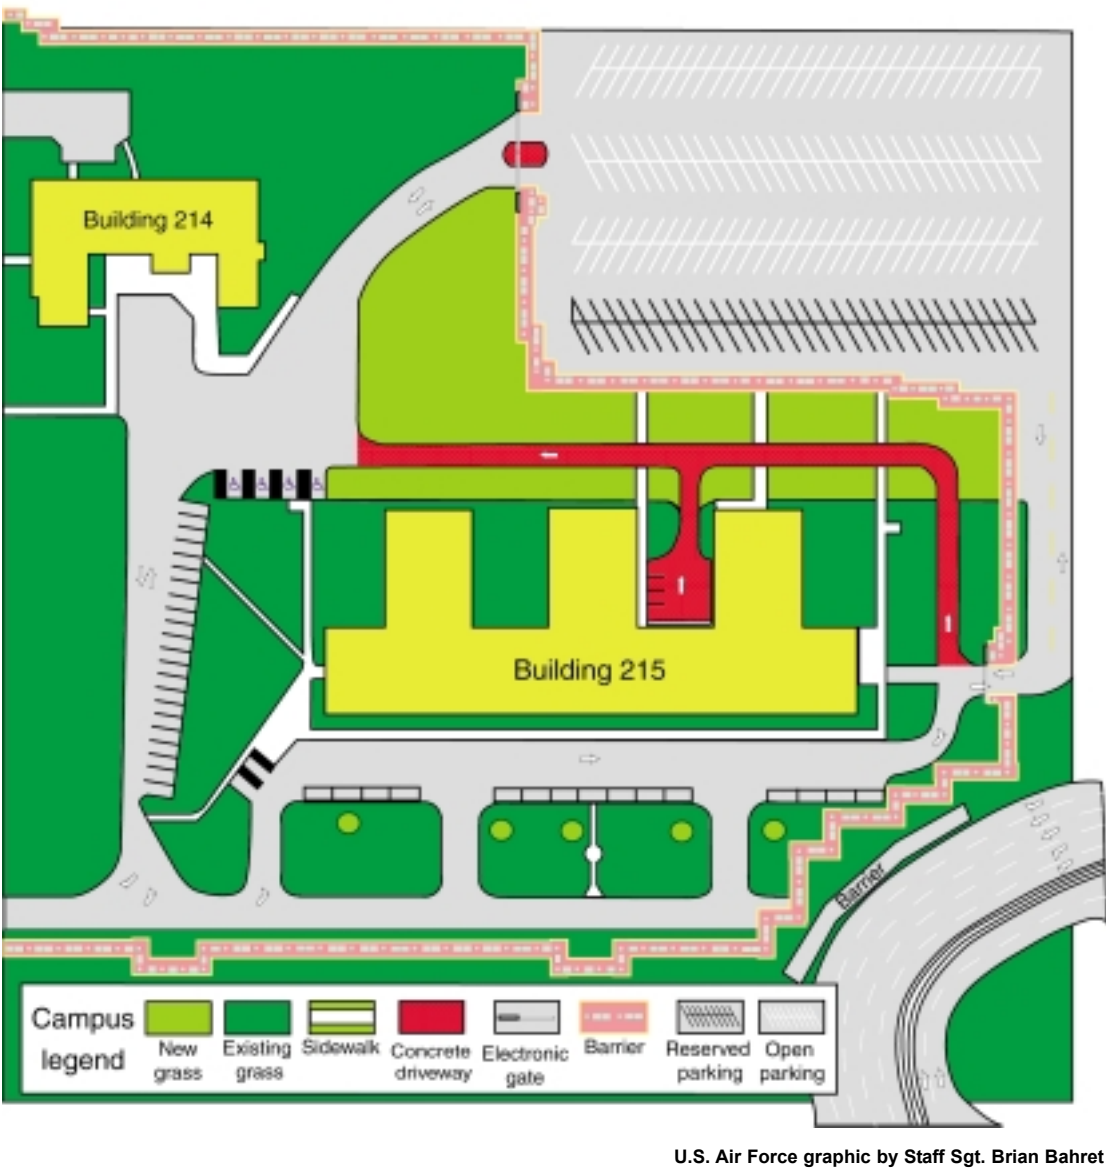 Building 214
Building 215
Barrier
Campus
legend
New
grass
Existing
grass
Sidewalk
Concrete
driveway
Electronic
gate
Barrier
Reserved
parking
Open
parking
U.S. Air Force graphic by Staff Sgt. Brian Bahret